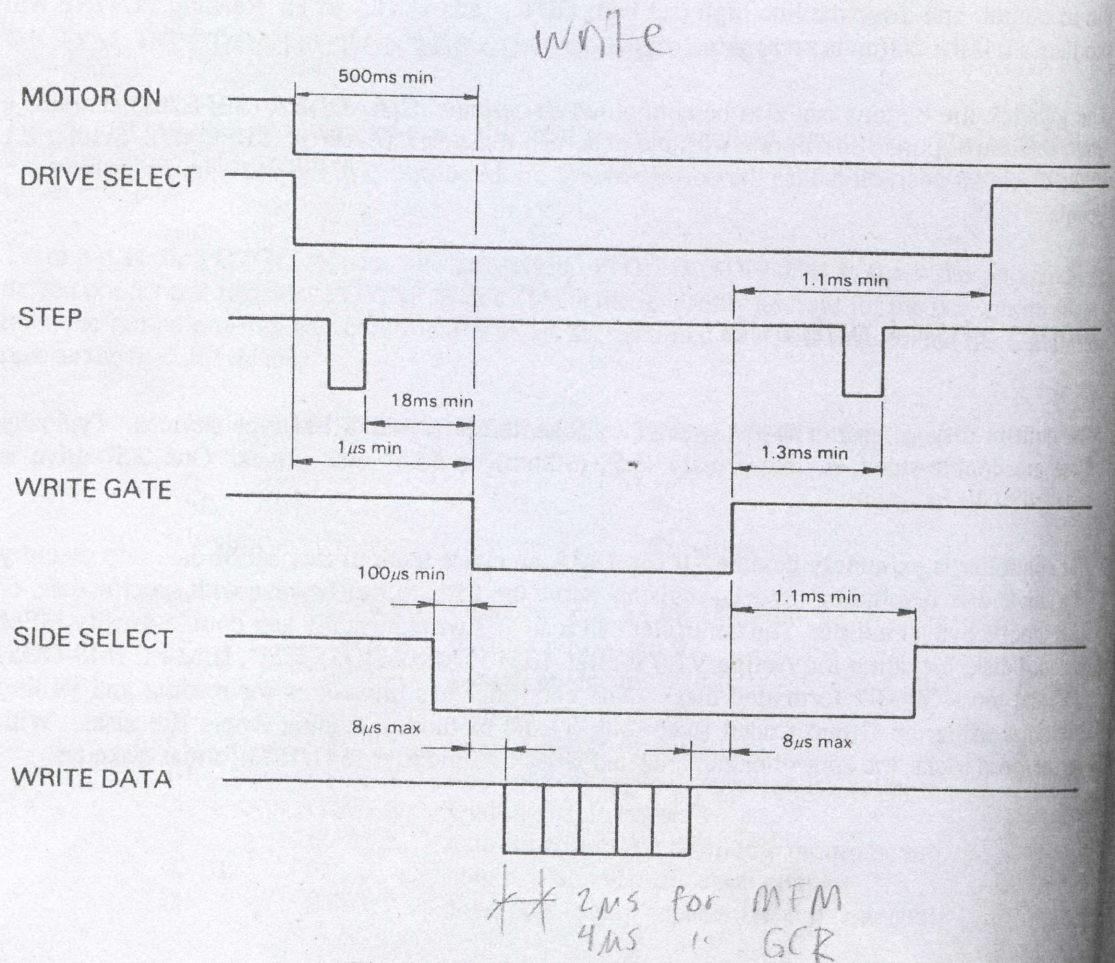 write
500ms min
MOTOR ON
DRIVE SELECT
1.1ms min
STEP
18ms min
1μs min
1.3ms min
WRITE GATE
100μs min
1.1ms min
SIDE SELECT
8μs max
8μs max
WRITE DATA
2μs for MFM
4μs " GCR